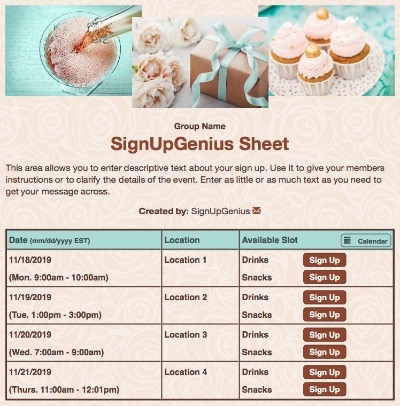 Group Name
SignUpGenius Sheet
This area allows you to enter descriptive text about your sign up. Use it to give your members
instructions or to clarify the details of the event. Enter as little or as much text as you need to
get your message across.
Created by: SignUpGenius
Date (mm/dd/yyyy EST) Location Available Slot Calendar
11/18/2019 Location 1 Drinks Sign Up
(Mon. 9:00am - 10:00am) Snacks Sign Up
11/19/2019 Location 2 Drinks Sign Up
(Tue. 1:00pm - 3:00pm) Snacks Sign Up
11/20/2019 Location 3 Drinks Sign Up
(Wed. 7:00am - 9:00am) Snacks Sign Up
11/21/2019 Location 4 Drinks Sign Up
(Thurs. 11:00am - 12:01pm) Snacks Sign Up